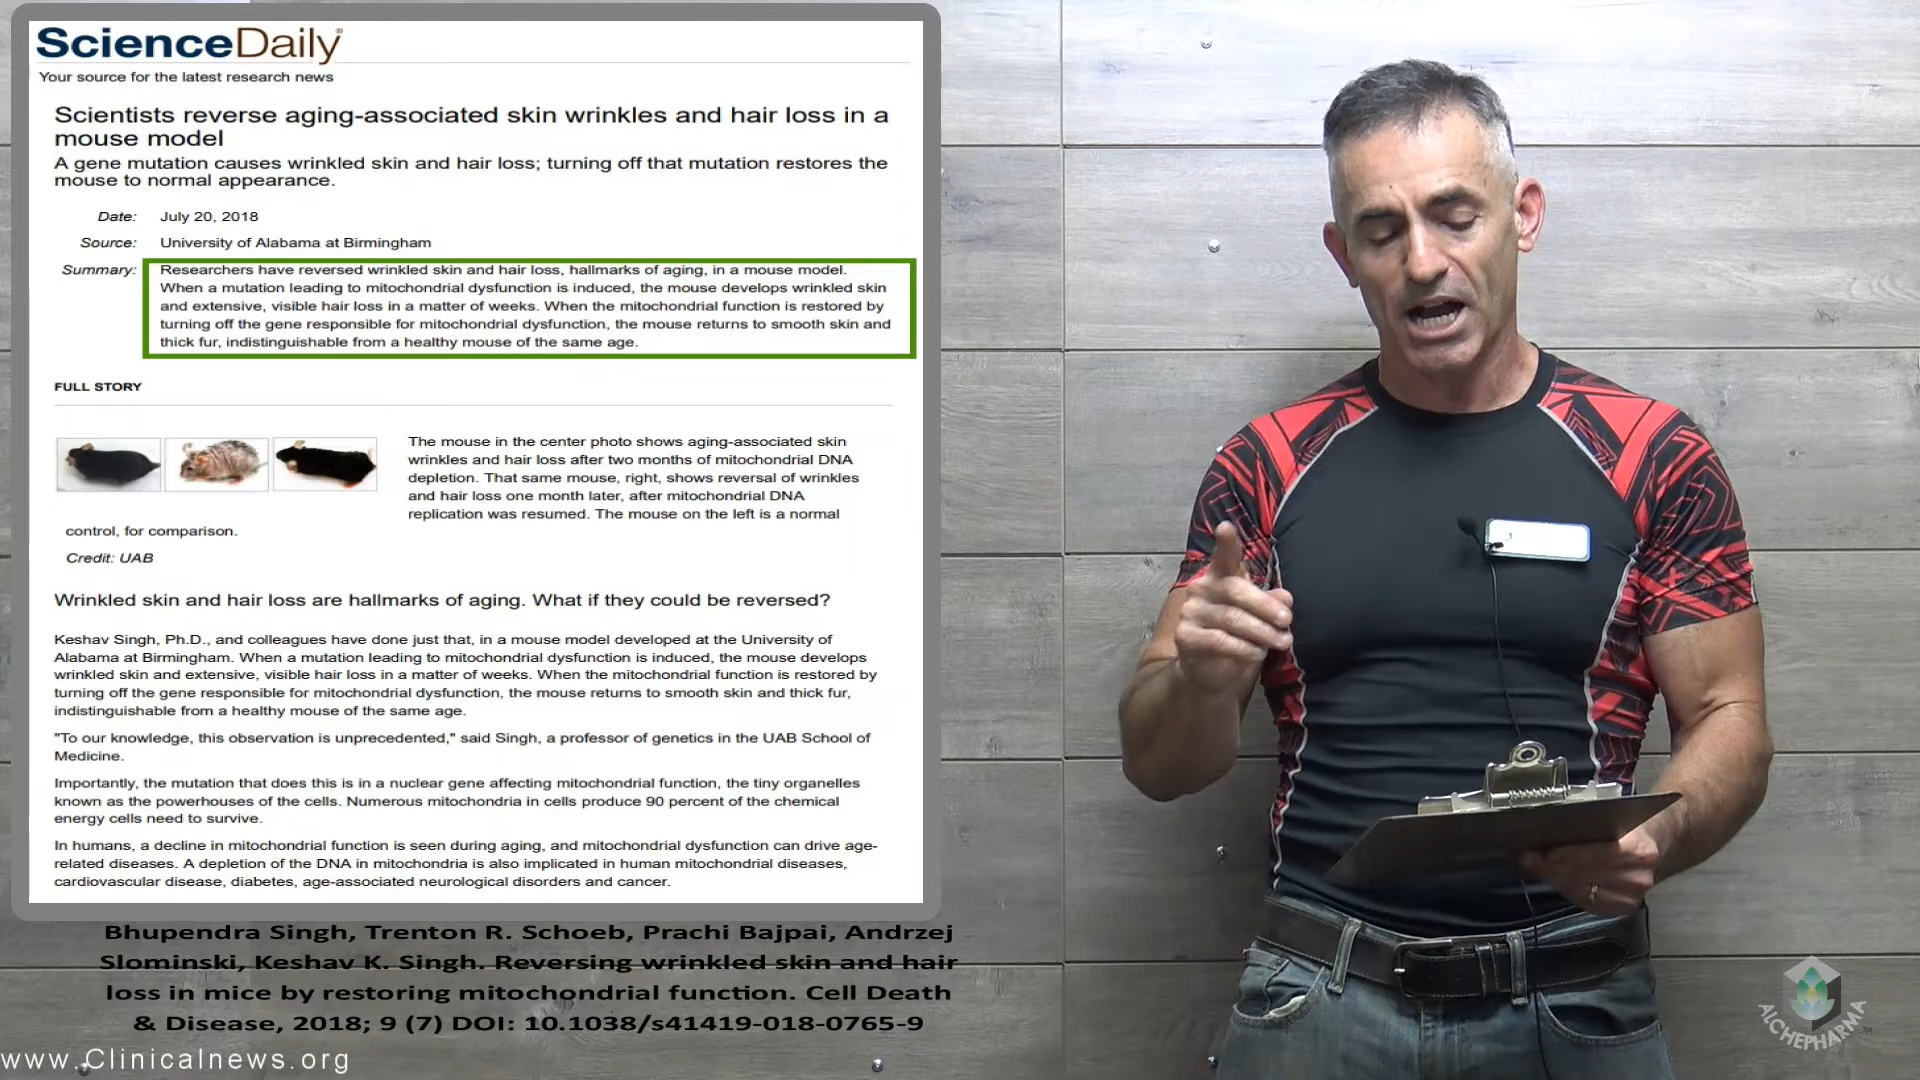 ScienceDaily
Your source for the latest research news
Scientists reverse aging-associated skin wrinkles and hair loss in a
mouse model
A gene mutation causes wrinkled skin and hair loss; turning off that mutation restores the
mouse to normal appearance.
Date: July 20, 2018
Source: University of Alabama at Birmingham
Summary: Researchers have reversed wrinkled skin and hair loss, hallmarks of aging, in a mouse model.
When a mutation leading to mitochondrial dysfunction is induced, the mouse develops wrinkled skin
and extensive, visible hair loss in a matter of weeks. When the mitochondrial function is restored by
turning off the gene responsible for mitochondrial dysfunction, the mouse returns to smooth skin and
thick fur, indistinguishable from a healthy mouse of the same age.
FULL STORY
The mouse in the center photo shows aging-associated skin
wrinkles and hair loss after two months of mitochondrial DNA
depletion. That same mouse, right, shows reversal of wrinkles
and hair loss one month later, after mitochondrial DNA
replication was resumed. The mouse on the left is a normal
control, for comparison.
Credit: UAB
Wrinkled skin and hair loss are hallmarks of aging. What if they could be reversed?
Keshav Singh, Ph.D., and colleagues have done just that, in a mouse model developed at the University of
Alabama at Birmingham. When a mutation leading to mitochondrial dysfunction is induced, the mouse develops
wrinkled skin and extensive, visible hair loss in a matter of weeks. When the mitochondrial function is restored by
turning off the gene responsible for mitochondrial dysfunction, the mouse returns to smooth skin and thick fur,
indistinguishable from a healthy mouse of the same age.
"To our knowledge, this observation is unprecedented," said Singh, a professor of genetics in the UAB School of
Medicine.
Importantly, the mutation that does this is in a nuclear gene affecting mitochondrial function, the tiny organelles
known as the powerhouses of the cells. Numerous mitochondria in cells produce 90 percent of the chemical
energy cells need to survive.
In humans, a decline in mitochondrial function is seen during aging, and mitochondrial dysfunction can drive age-
related diseases. A depletion of the DNA in mitochondria is also implicated in human mitochondrial diseases,
cardiovascular disease, diabetes, age-associated neurological disorders and cancer.
Bhupendra Singh, Trenton R. Schoeb, Prachi Bajpai, Andrzej
Slominski, Keshav K. Singh. Reversing wrinkled skin and hair
loss in mice by restoring mitochondrial function. Cell Death
& Disease, 2018; 9 (7) DOI: 10.1038/s41419-018-0765-9
www.Clinicalnews.org
ALCHEPHARMA™